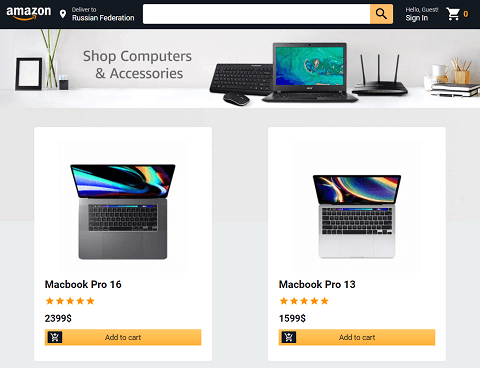 amazon
Deliver to
Russian Federation
Hello, Guest!
Sign In
0
Shop Computers
& Accessories
acer
Macbook Pro 16
2399$
Add to cart
Macbook Pro 13
1599$
Add to cart